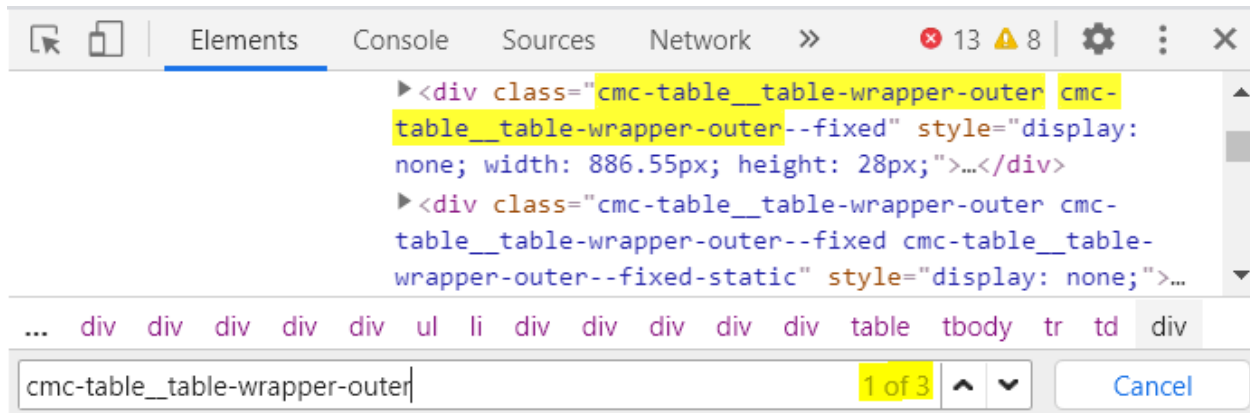 Elements Console Sources Network » 13 8
▶<div class="cmc-table__table-wrapper-outer cmc-
table__table-wrapper-outer--fixed" style="display:
none; width: 886.55px; height: 28px;">…</div>
▶<div class="cmc-table__table-wrapper-outer cmc-
table__table-wrapper-outer--fixed cmc-table__table-
wrapper-outer--fixed-static" style="display: none;">…
... div div div div div ul li div div div div div table tbody tr td div
cmc-table__table-wrapper-outer 1 of 3 Cancel